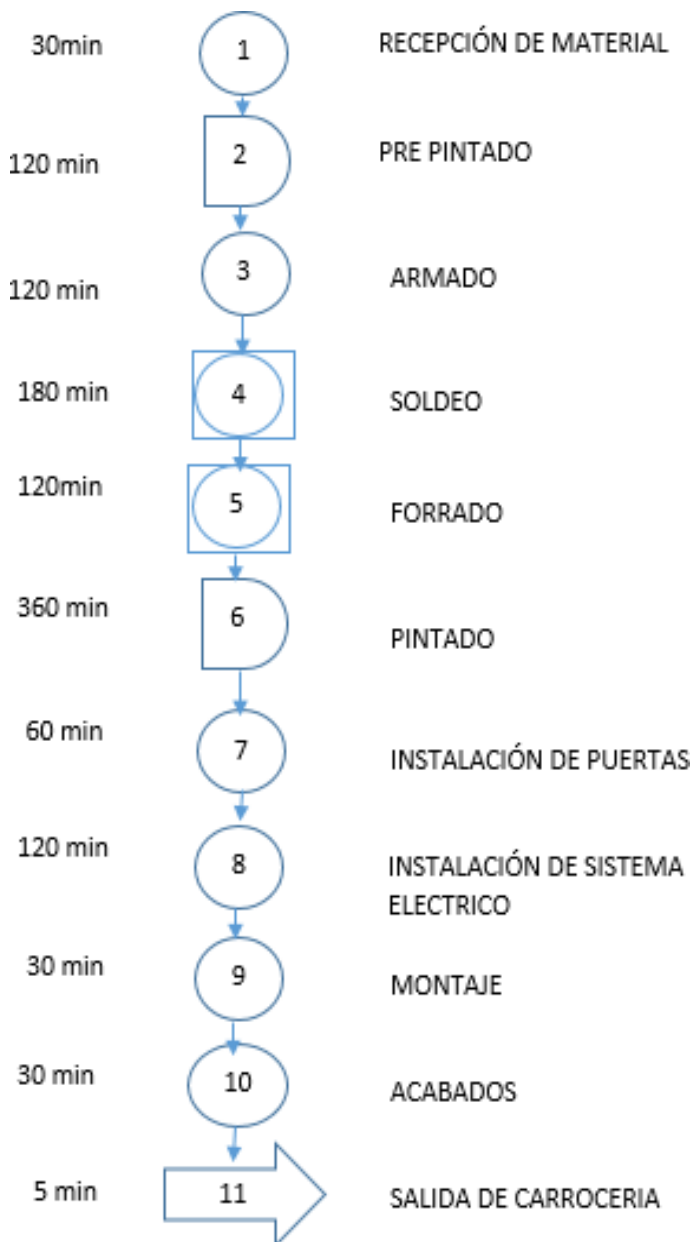 30min 1 RECEPCIÓN DE MATERIAL
120 min 2 PRE PINTADO
120 min 3 ARMADO
180 min 4 SOLDEO
120min 5 FORRADO
360 min 6 PINTADO
60 min 7 INSTALACIÓN DE PUERTAS
120 min 8 INSTALACIÓN DE SISTEMA
ELECTRICO
30 min 9 MONTAJE
30 min 10 ACABADOS
5 min 11 SALIDA DE CARROCERIA